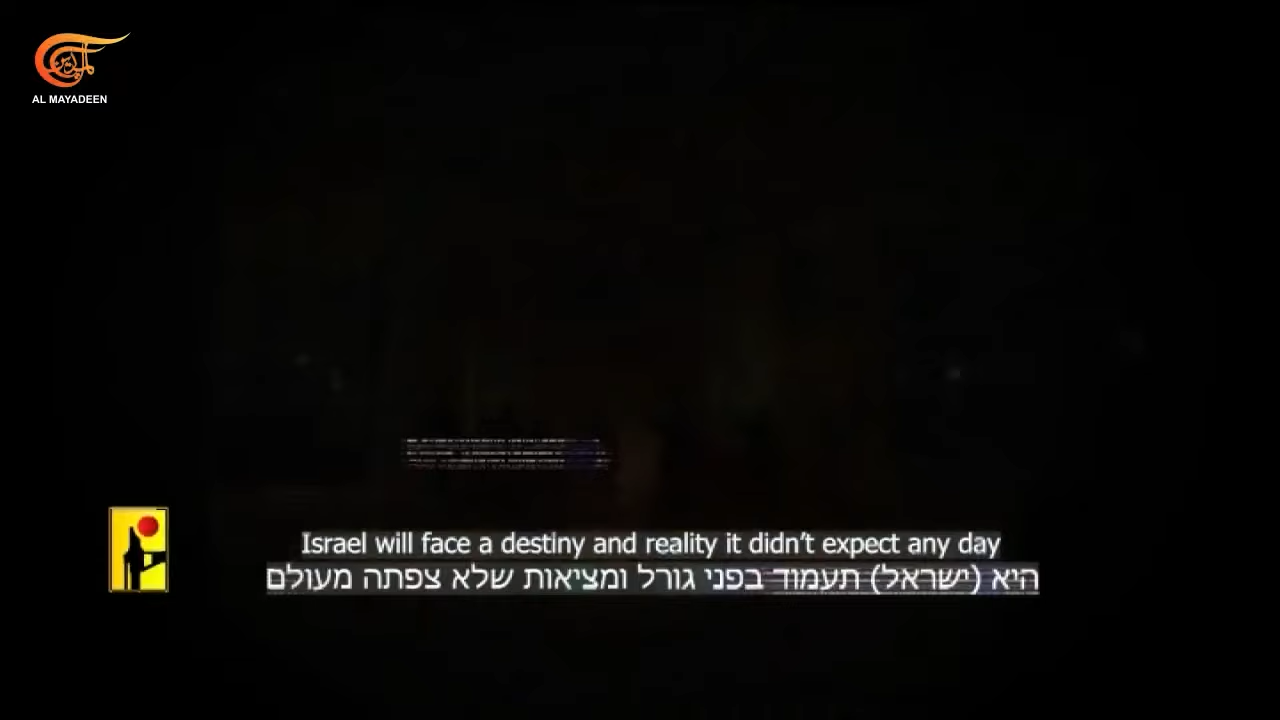 الميادين
AL MAYADEEN
Israel will face a destiny and reality it didn't expect any day
היא (ישראל) תעמוד בפני גורל ומציאות שלא צפתה מעולם